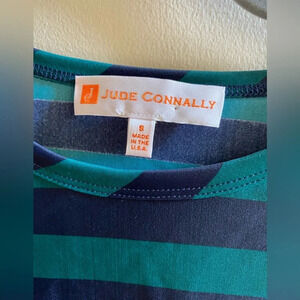 JUDE CONNALLY
S
MADE
IN THE
U.S.A.